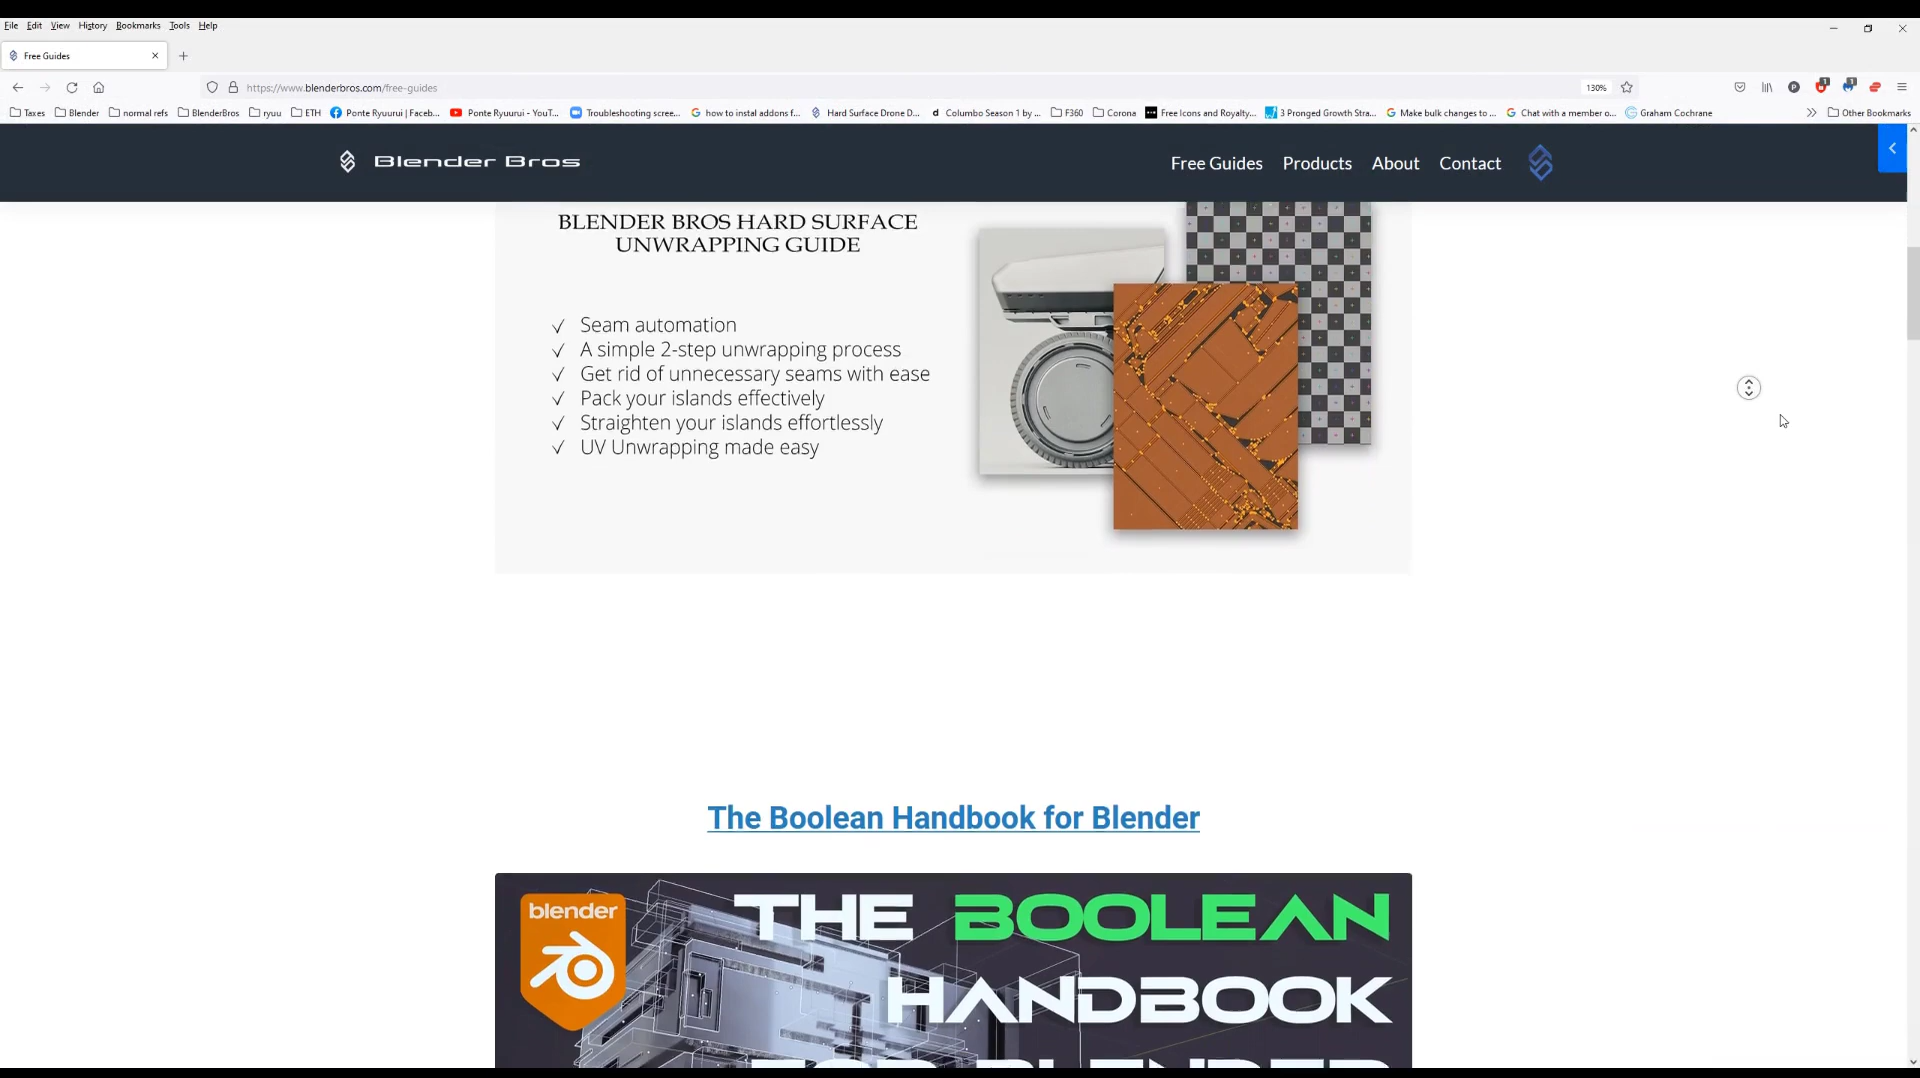 File Edit View History Bookmarks Tools Help
Free Guides
https://www.blenderbros.com/free-guides
130%
Taxes Blender normal refs BlenderBros ryuu ETH Ponte Ryuurui | Faceb... Ponte Ryuurui - YouT... Troubleshooting scree... how to instal addons f... Hard Surface Drone D... Columbo Season 1 by ... F360 Corona Free Icons and Royalty... 3 Pronged Growth Stra... Make bulk changes to ... Chat with a member o... Graham Cochrane Other Bookmarks
Blender Bros
Free Guides Products About Contact
BLENDER BROS HARD SURFACE
UNWRAPPING GUIDE
✓ Seam automation
✓ A simple 2-step unwrapping process
✓ Get rid of unnecessary seams with ease
✓ Pack your islands effectively
✓ Straighten your islands effortlessly
✓ UV Unwrapping made easy
The Boolean Handbook for Blender
blender
THE BOOLEAN
HANDBOOK
FOR BLENDER